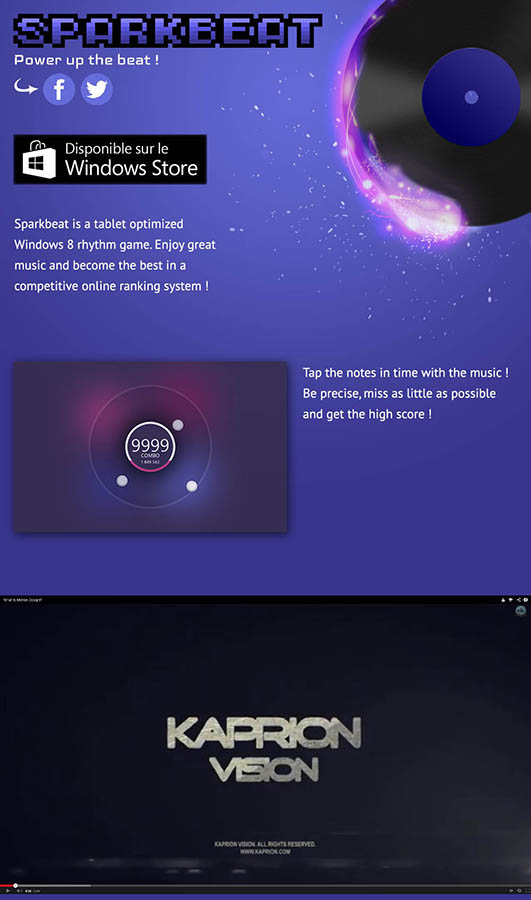 SPARKBEAT
Power up the beat !
Disponible sur le
Windows Store
Sparkbeat is a tablet optimized
Windows 8 rhythm game. Enjoy great
music and become the best in a
competitive online ranking system !
Tap the notes in time with the music !
Be precise, miss as little as possible
and get the high score !
9999
COMBO
1 849 543
What is Motion Design?
KAPRION
VISION
KAPRION VISION. ALL RIGHTS RESERVED.
WWW.KAPRION.COM